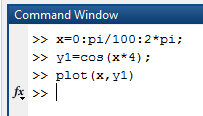 Command Window
>> x=0:pi/100:2*pi;
>> y1=cos(x*4);
>> plot(x,y1)
fx >>